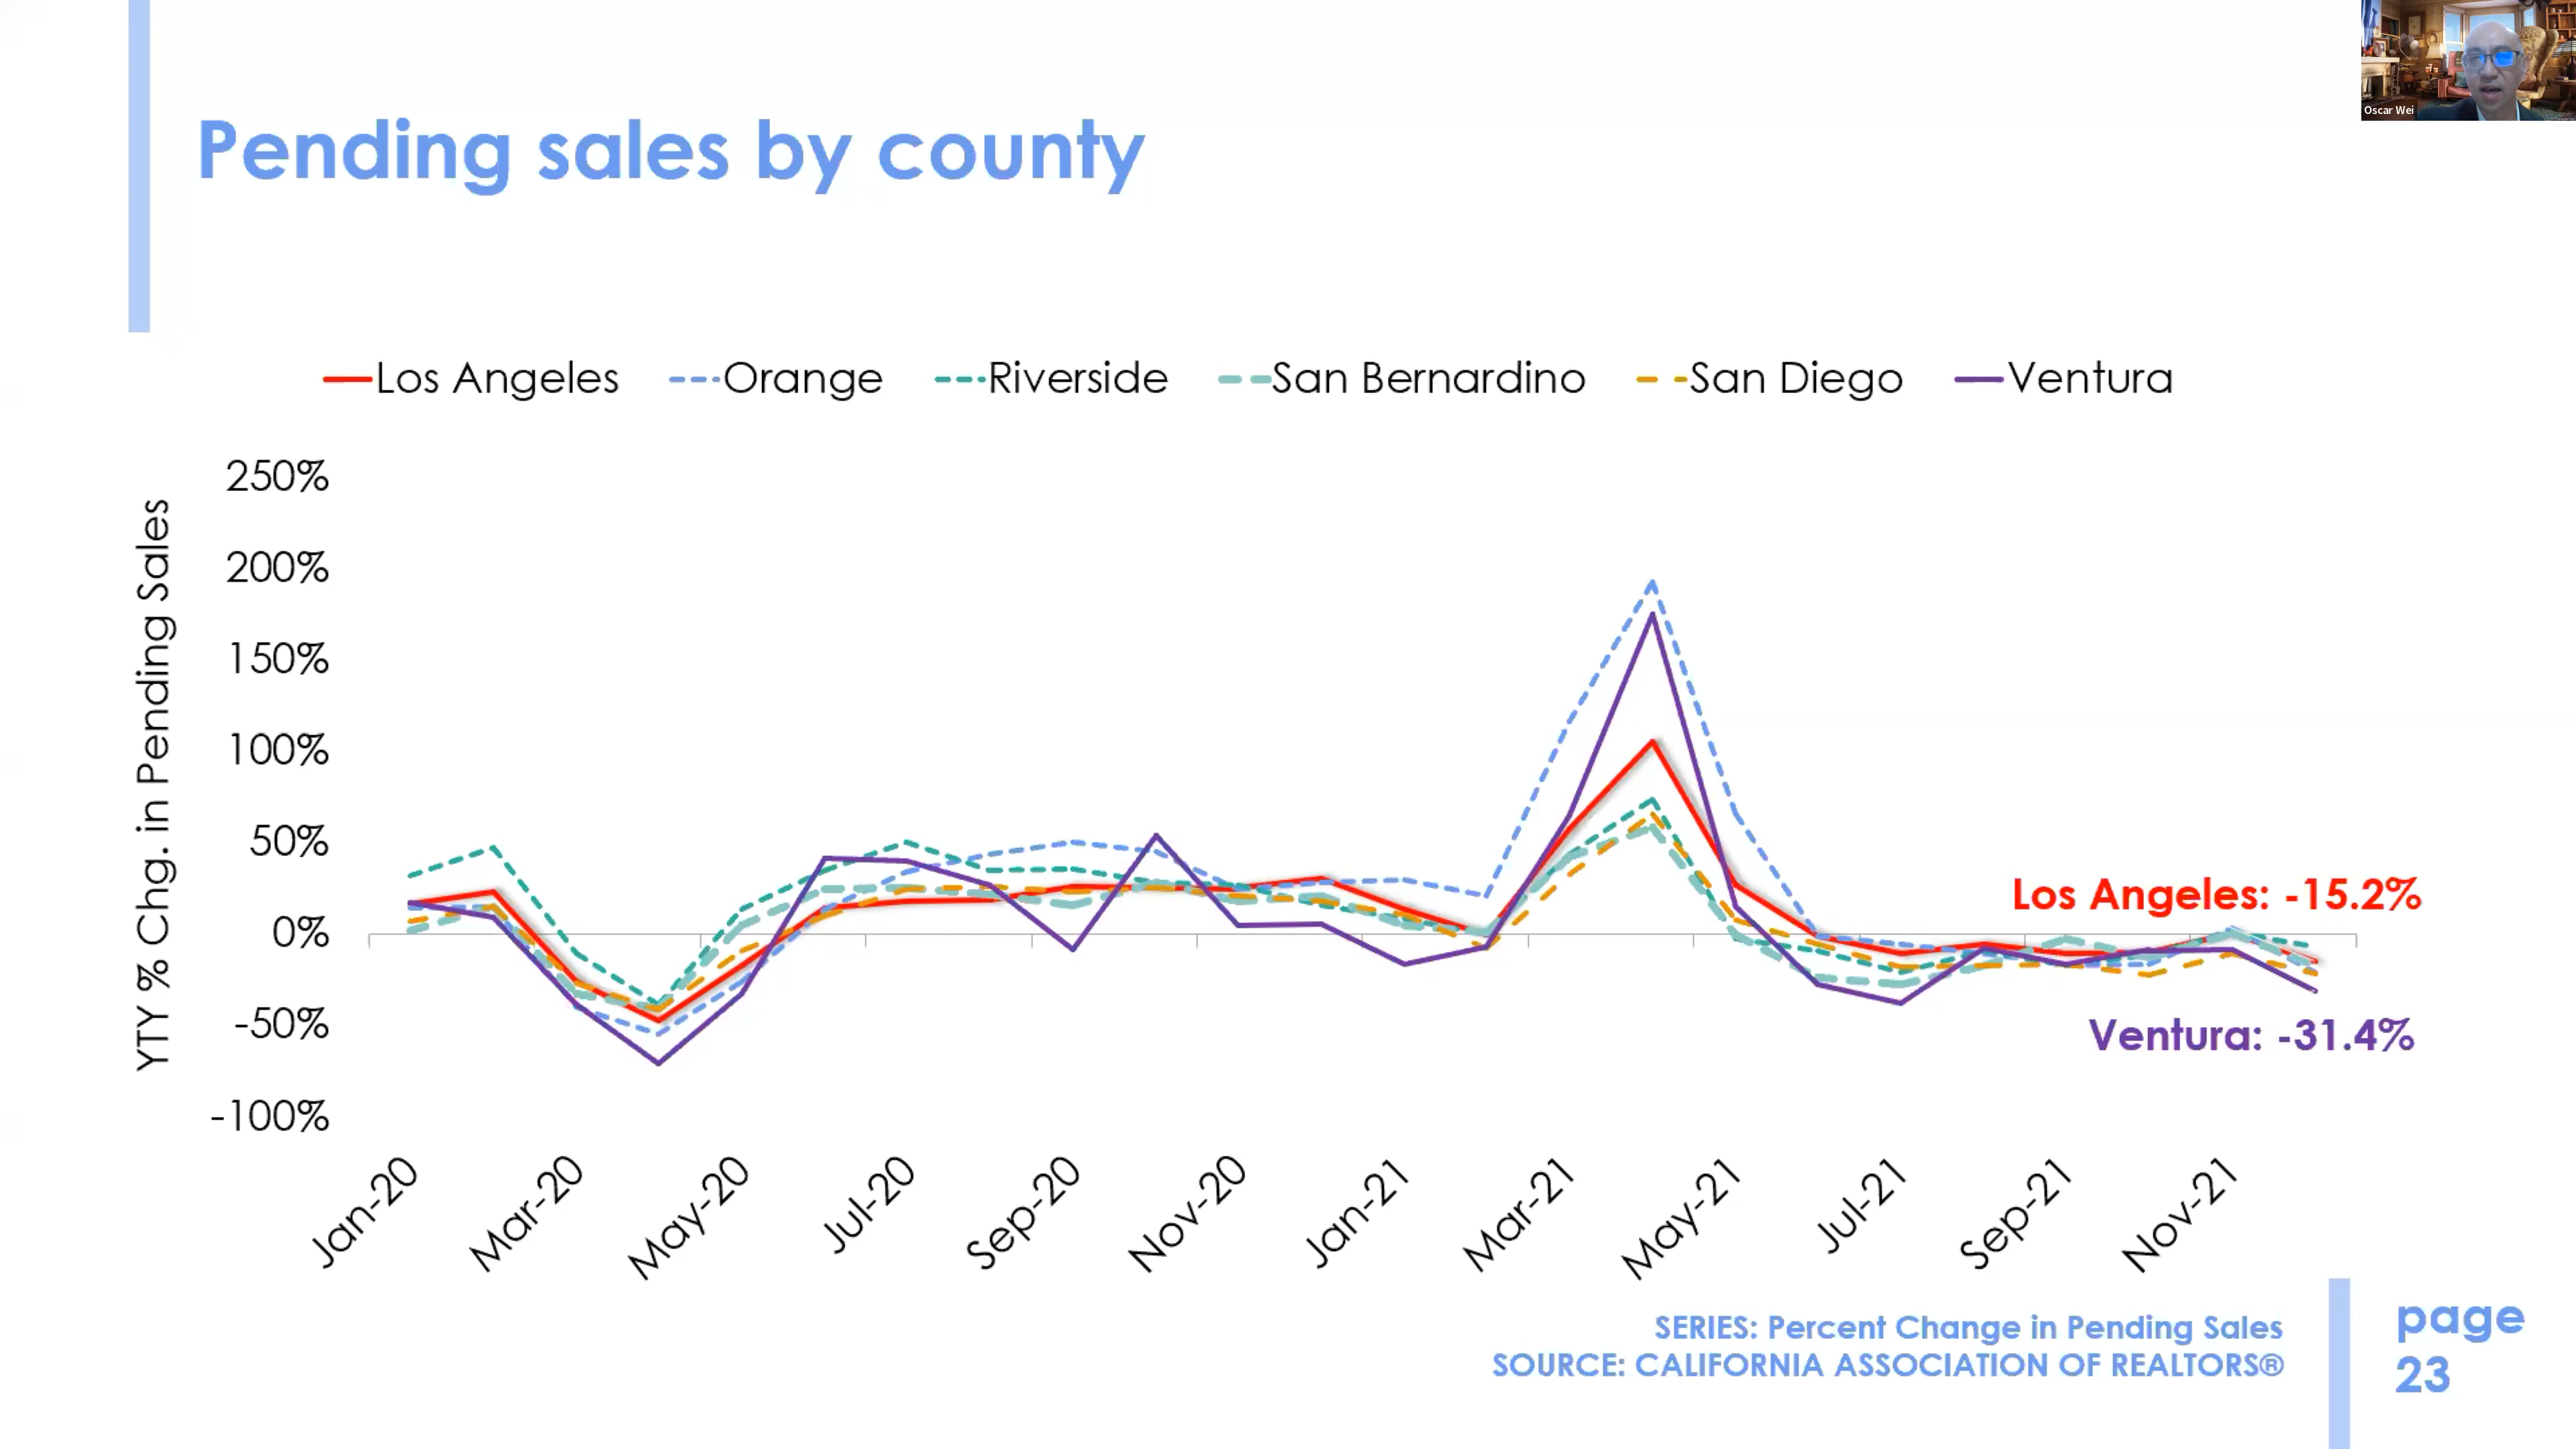 Oscar Wei
Pending sales by county
Los Angeles
Orange
Riverside
San Bernardino
San Diego
Ventura
YTY % Chg. in Pending Sales
250%
200%
150%
100%
50%
0%
-50%
-100%
Los Angeles: -15.2%
Ventura: -31.4%
Jan-20
Mar-20
May-20
Jul-20
Sep-20
Nov-20
Jan-21
Mar-21
May-21
Jul-21
Sep-21
Nov-21
SERIES: Percent Change in Pending Sales
SOURCE: CALIFORNIA ASSOCIATION OF REALTORS®
page
23